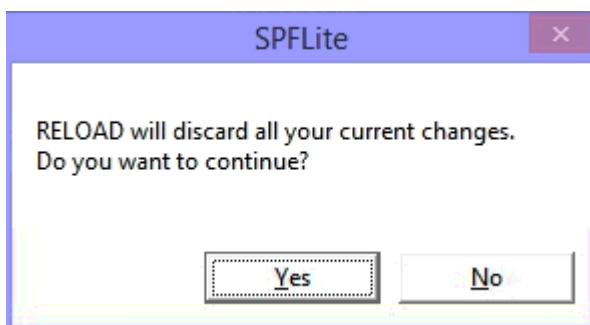 SPFLite
RELOAD will discard all your current changes.
Do you want to continue?
Yes
No